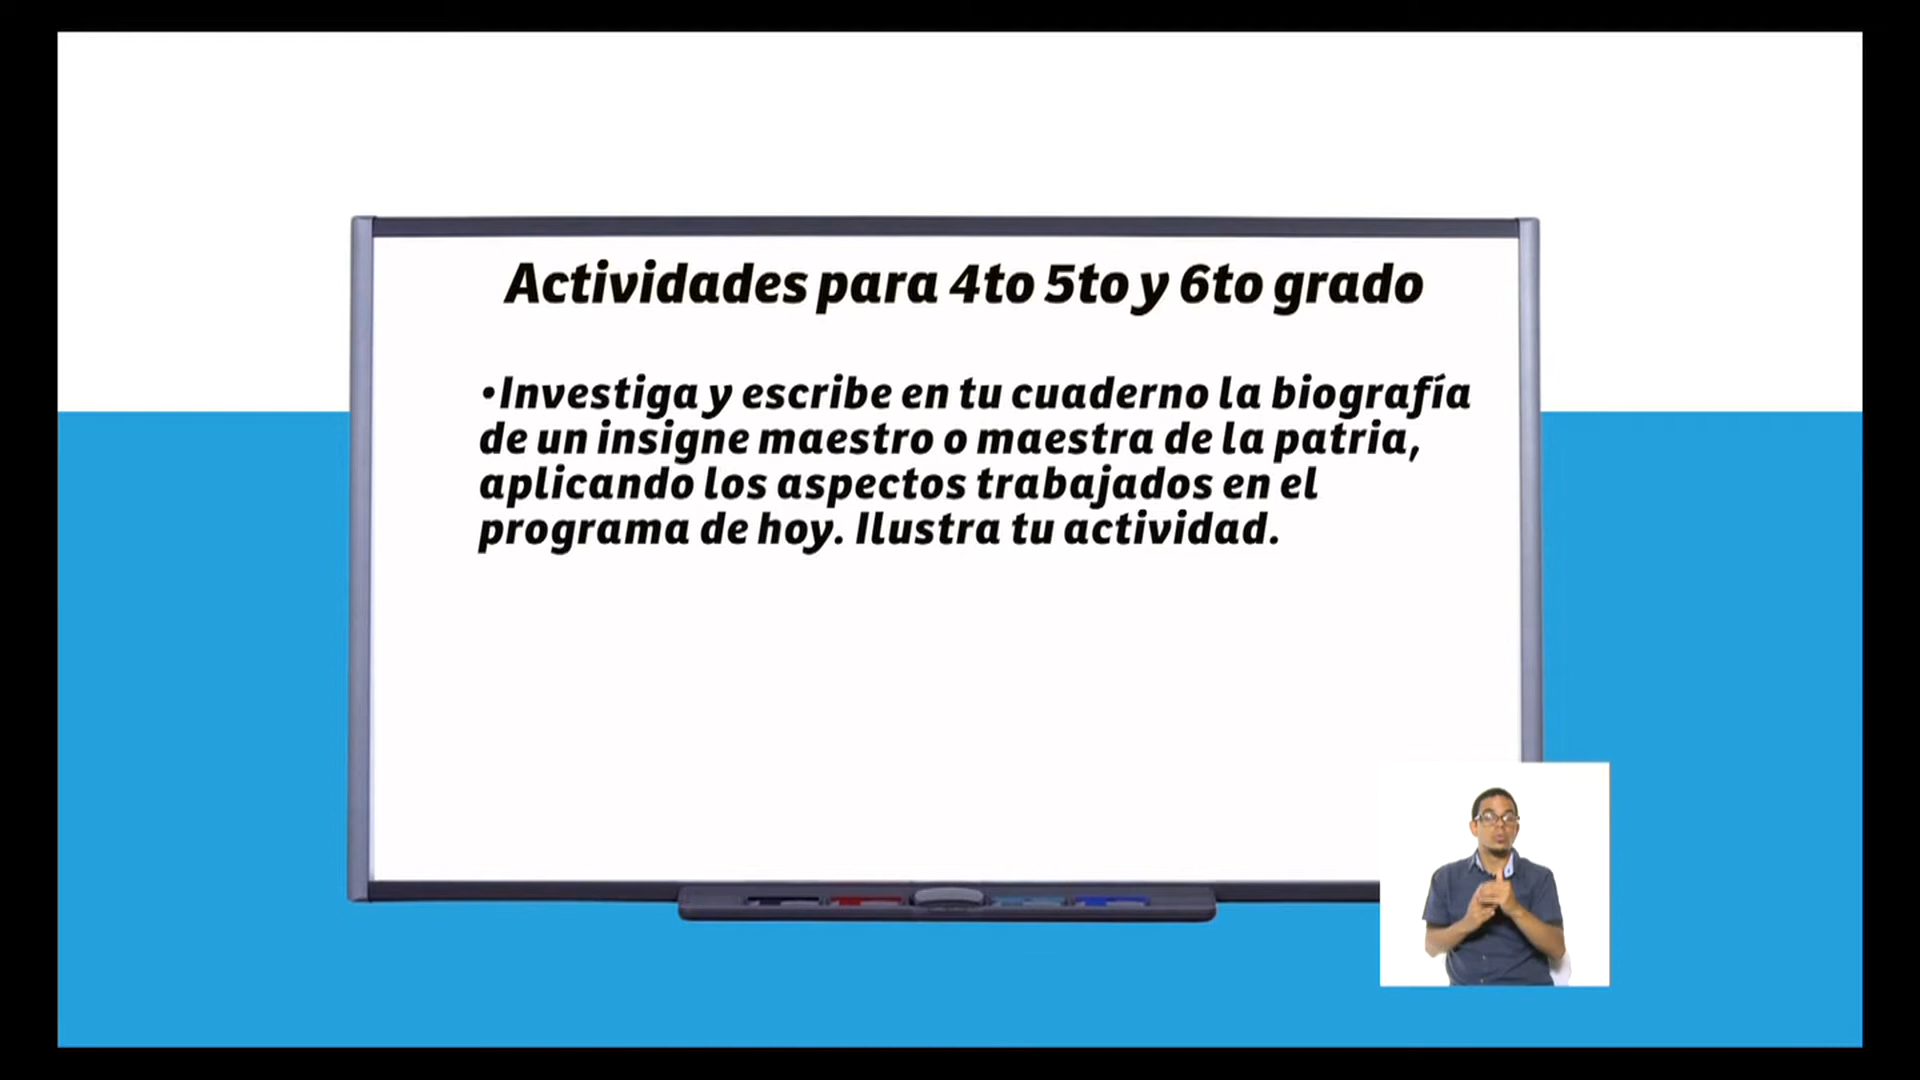 Actividades para 4to 5to y 6to grado
•Investiga y escribe en tu cuaderno la biografía
de un insigne maestro o maestra de la patria,
aplicando los aspectos trabajados en el
programa de hoy. Ilustra tu actividad.